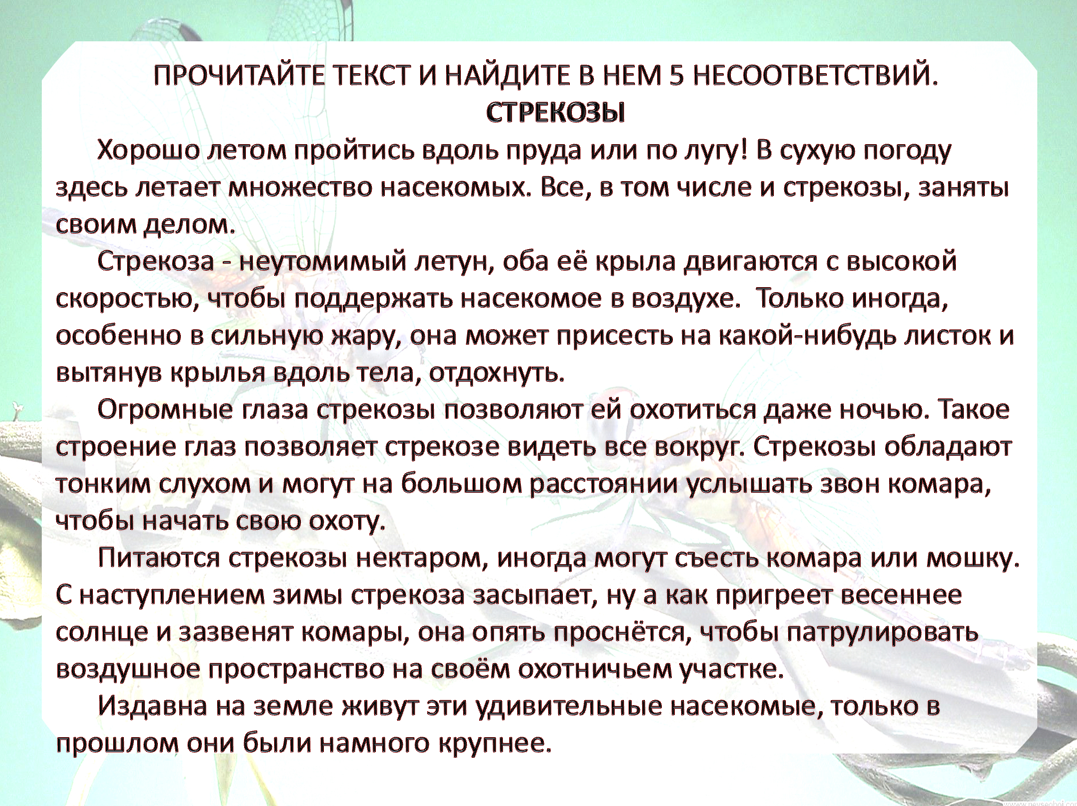 ПРОЧИТАЙТЕ ТЕКСТ И НАЙДИТЕ В НЕМ 5 НЕСООТВЕТСТВИЙ.
СТРЕКОЗЫ
Хорошо летом пройтись вдоль пруда или по лугу! В сухую погоду
здесь летает множество насекомых. Все, в том числе и стрекозы, заняты
своим делом.
Стрекоза - неутомимый летун, оба её крыла двигаются с высокой
скоростью, чтобы поддержать насекомое в воздухе. Только иногда,
особенно в сильную жару, она может присесть на какой-нибудь листок и
вытянув крылья вдоль тела, отдохнуть.
Огромные глаза стрекозы позволяют ей охотиться даже ночью. Такое
строение глаз позволяет стрекозе видеть все вокруг. Стрекозы обладают
тонким слухом и могут на большом расстоянии услышать звон комара,
чтобы начать свою охоту.
Питаются стрекозы нектаром, иногда могут съесть комара или мошку.
С наступлением зимы стрекоза засыпает, ну а как пригреет весеннее
солнце и зазвенят комары, она опять проснётся, чтобы патрулировать
воздушное пространство на своём охотничьем участке.
Издавна на земле живут эти удивительные насекомые, только в
прошлом они были намного крупнее.